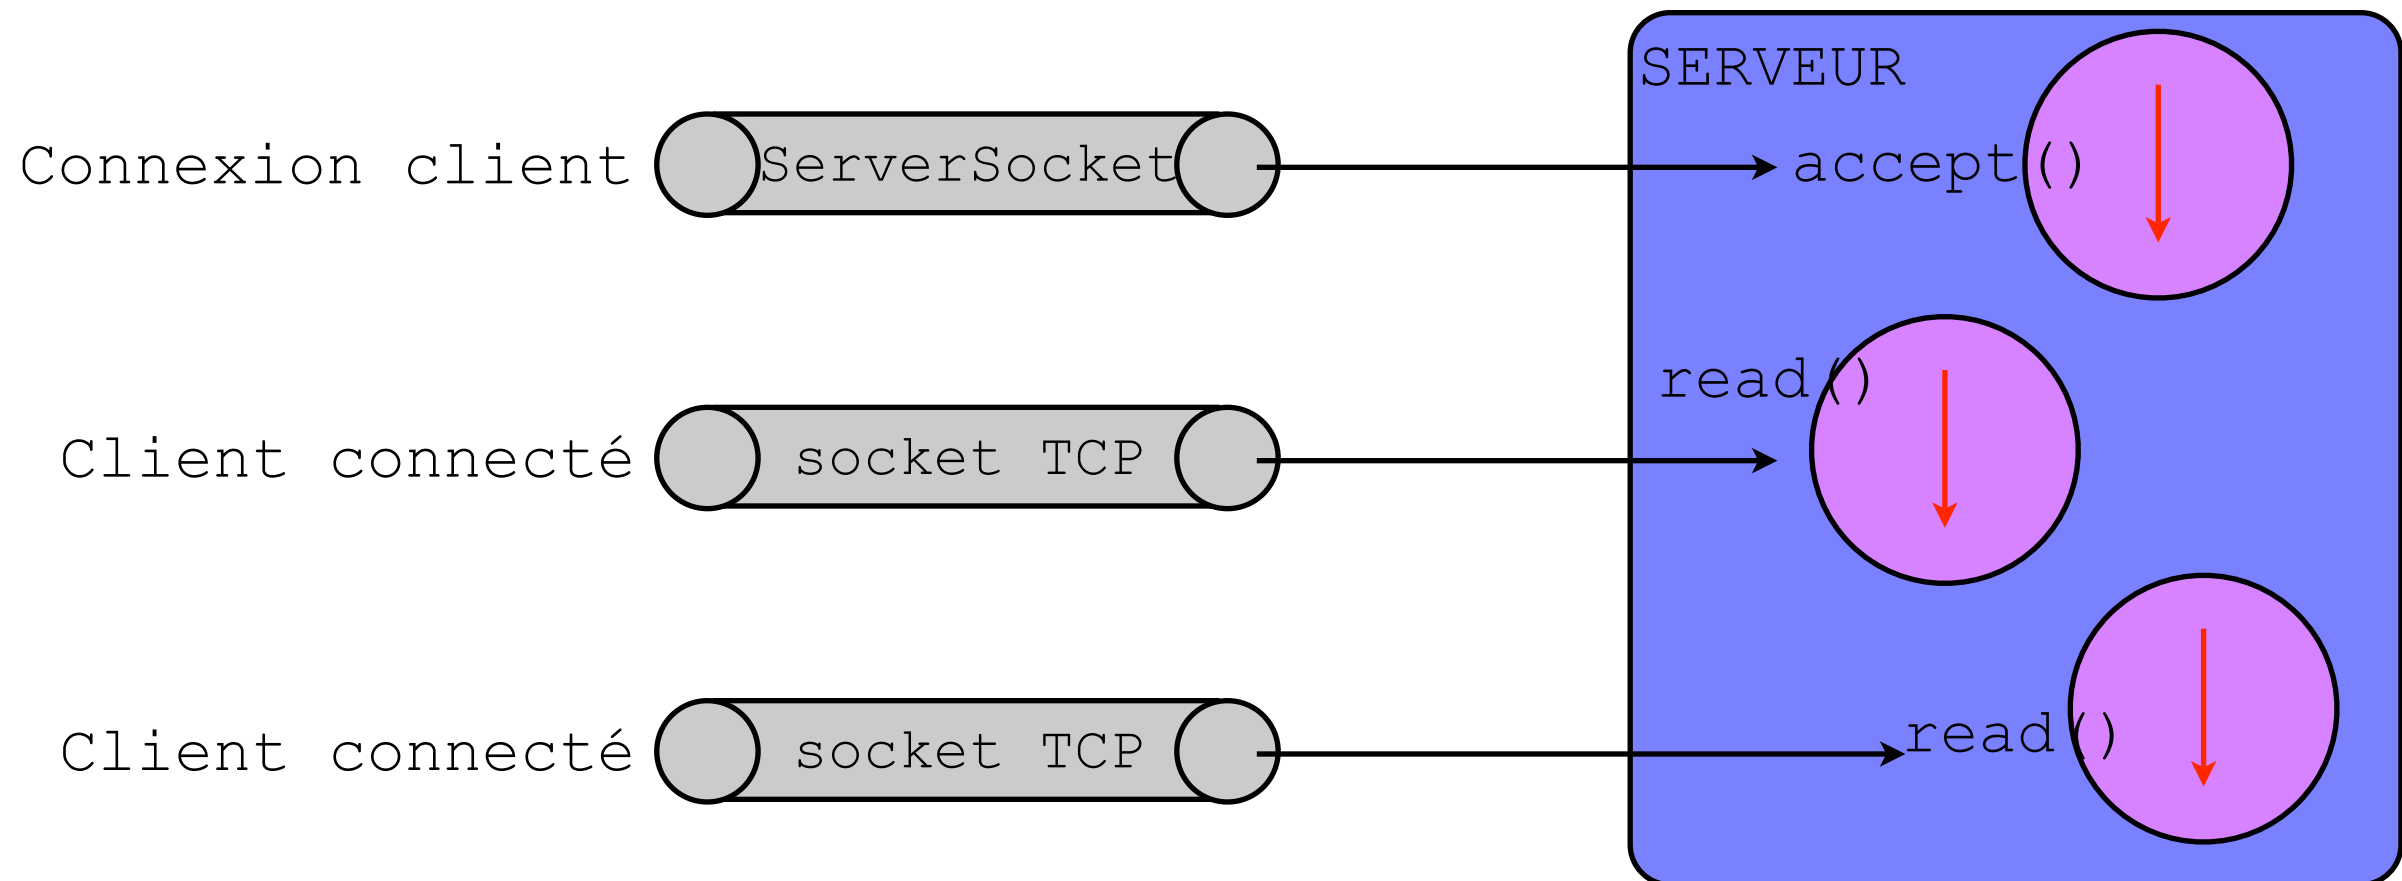 SERVEUR
Connexion client ServerSocket accept()
read()
Client connecté socket TCP
Client connecté socket TCP read()